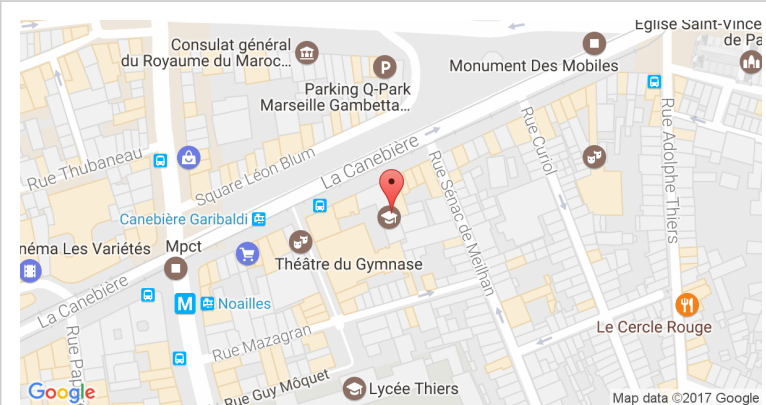 Eglise Saint-Vince
de Pa
Consulat général
du Royaume du Maroc...
Monument Des Mobiles
P
Parking Q-Park
Marseille Gambetta...
Rue Thubaneau
Square Léon Blum
La Canebière
Rue Sénac de Meilhan
Rue Curiol
Rue Adolphe Thiers
Canebière Garibaldi
néma Les Variétés
Mpct
Théâtre du Gymnase
La Canebière
M
Noailles
Le Cercle Rouge
Rue Mazagran
Rue Pa
Rue Guy Môquet
Lycée Thiers
Google
Map data ©2017 Google